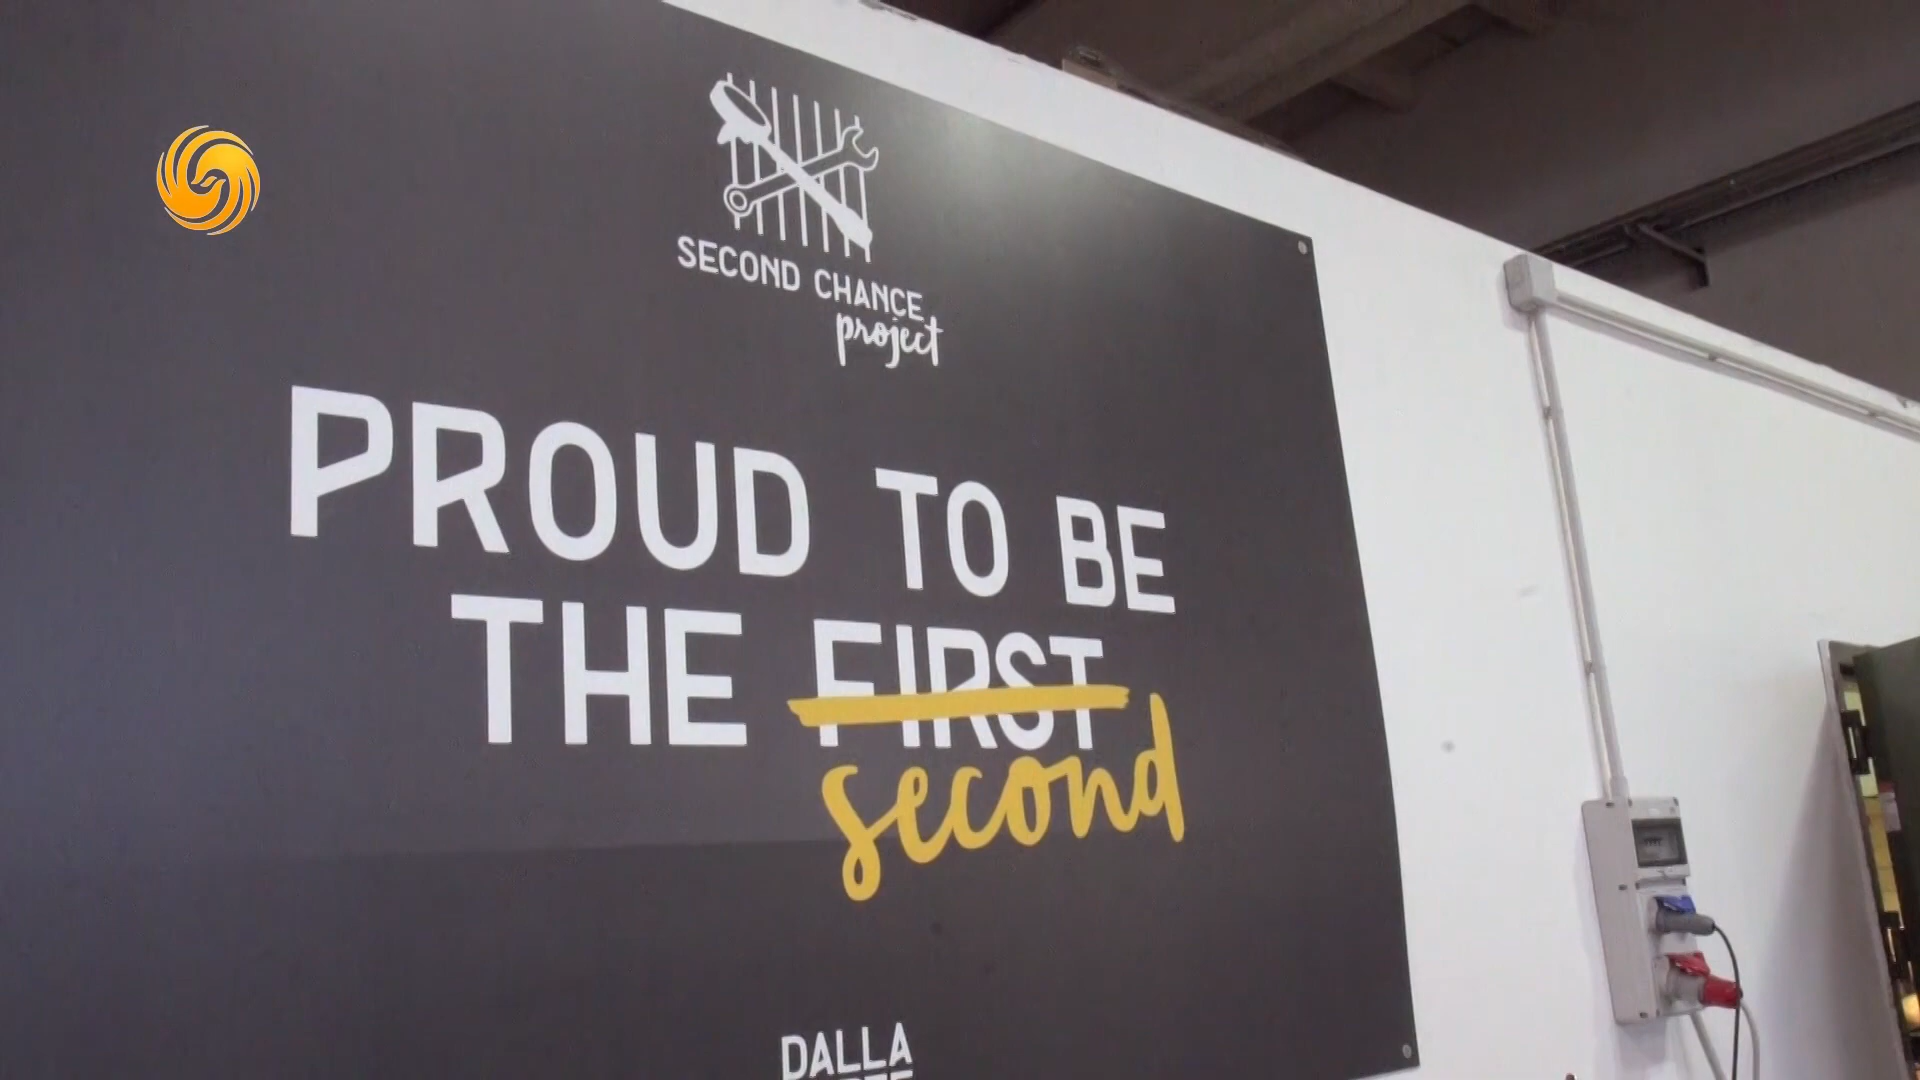 SECOND CHANCE
project
PROUD TO BE
THE FIRST
second
DALLA